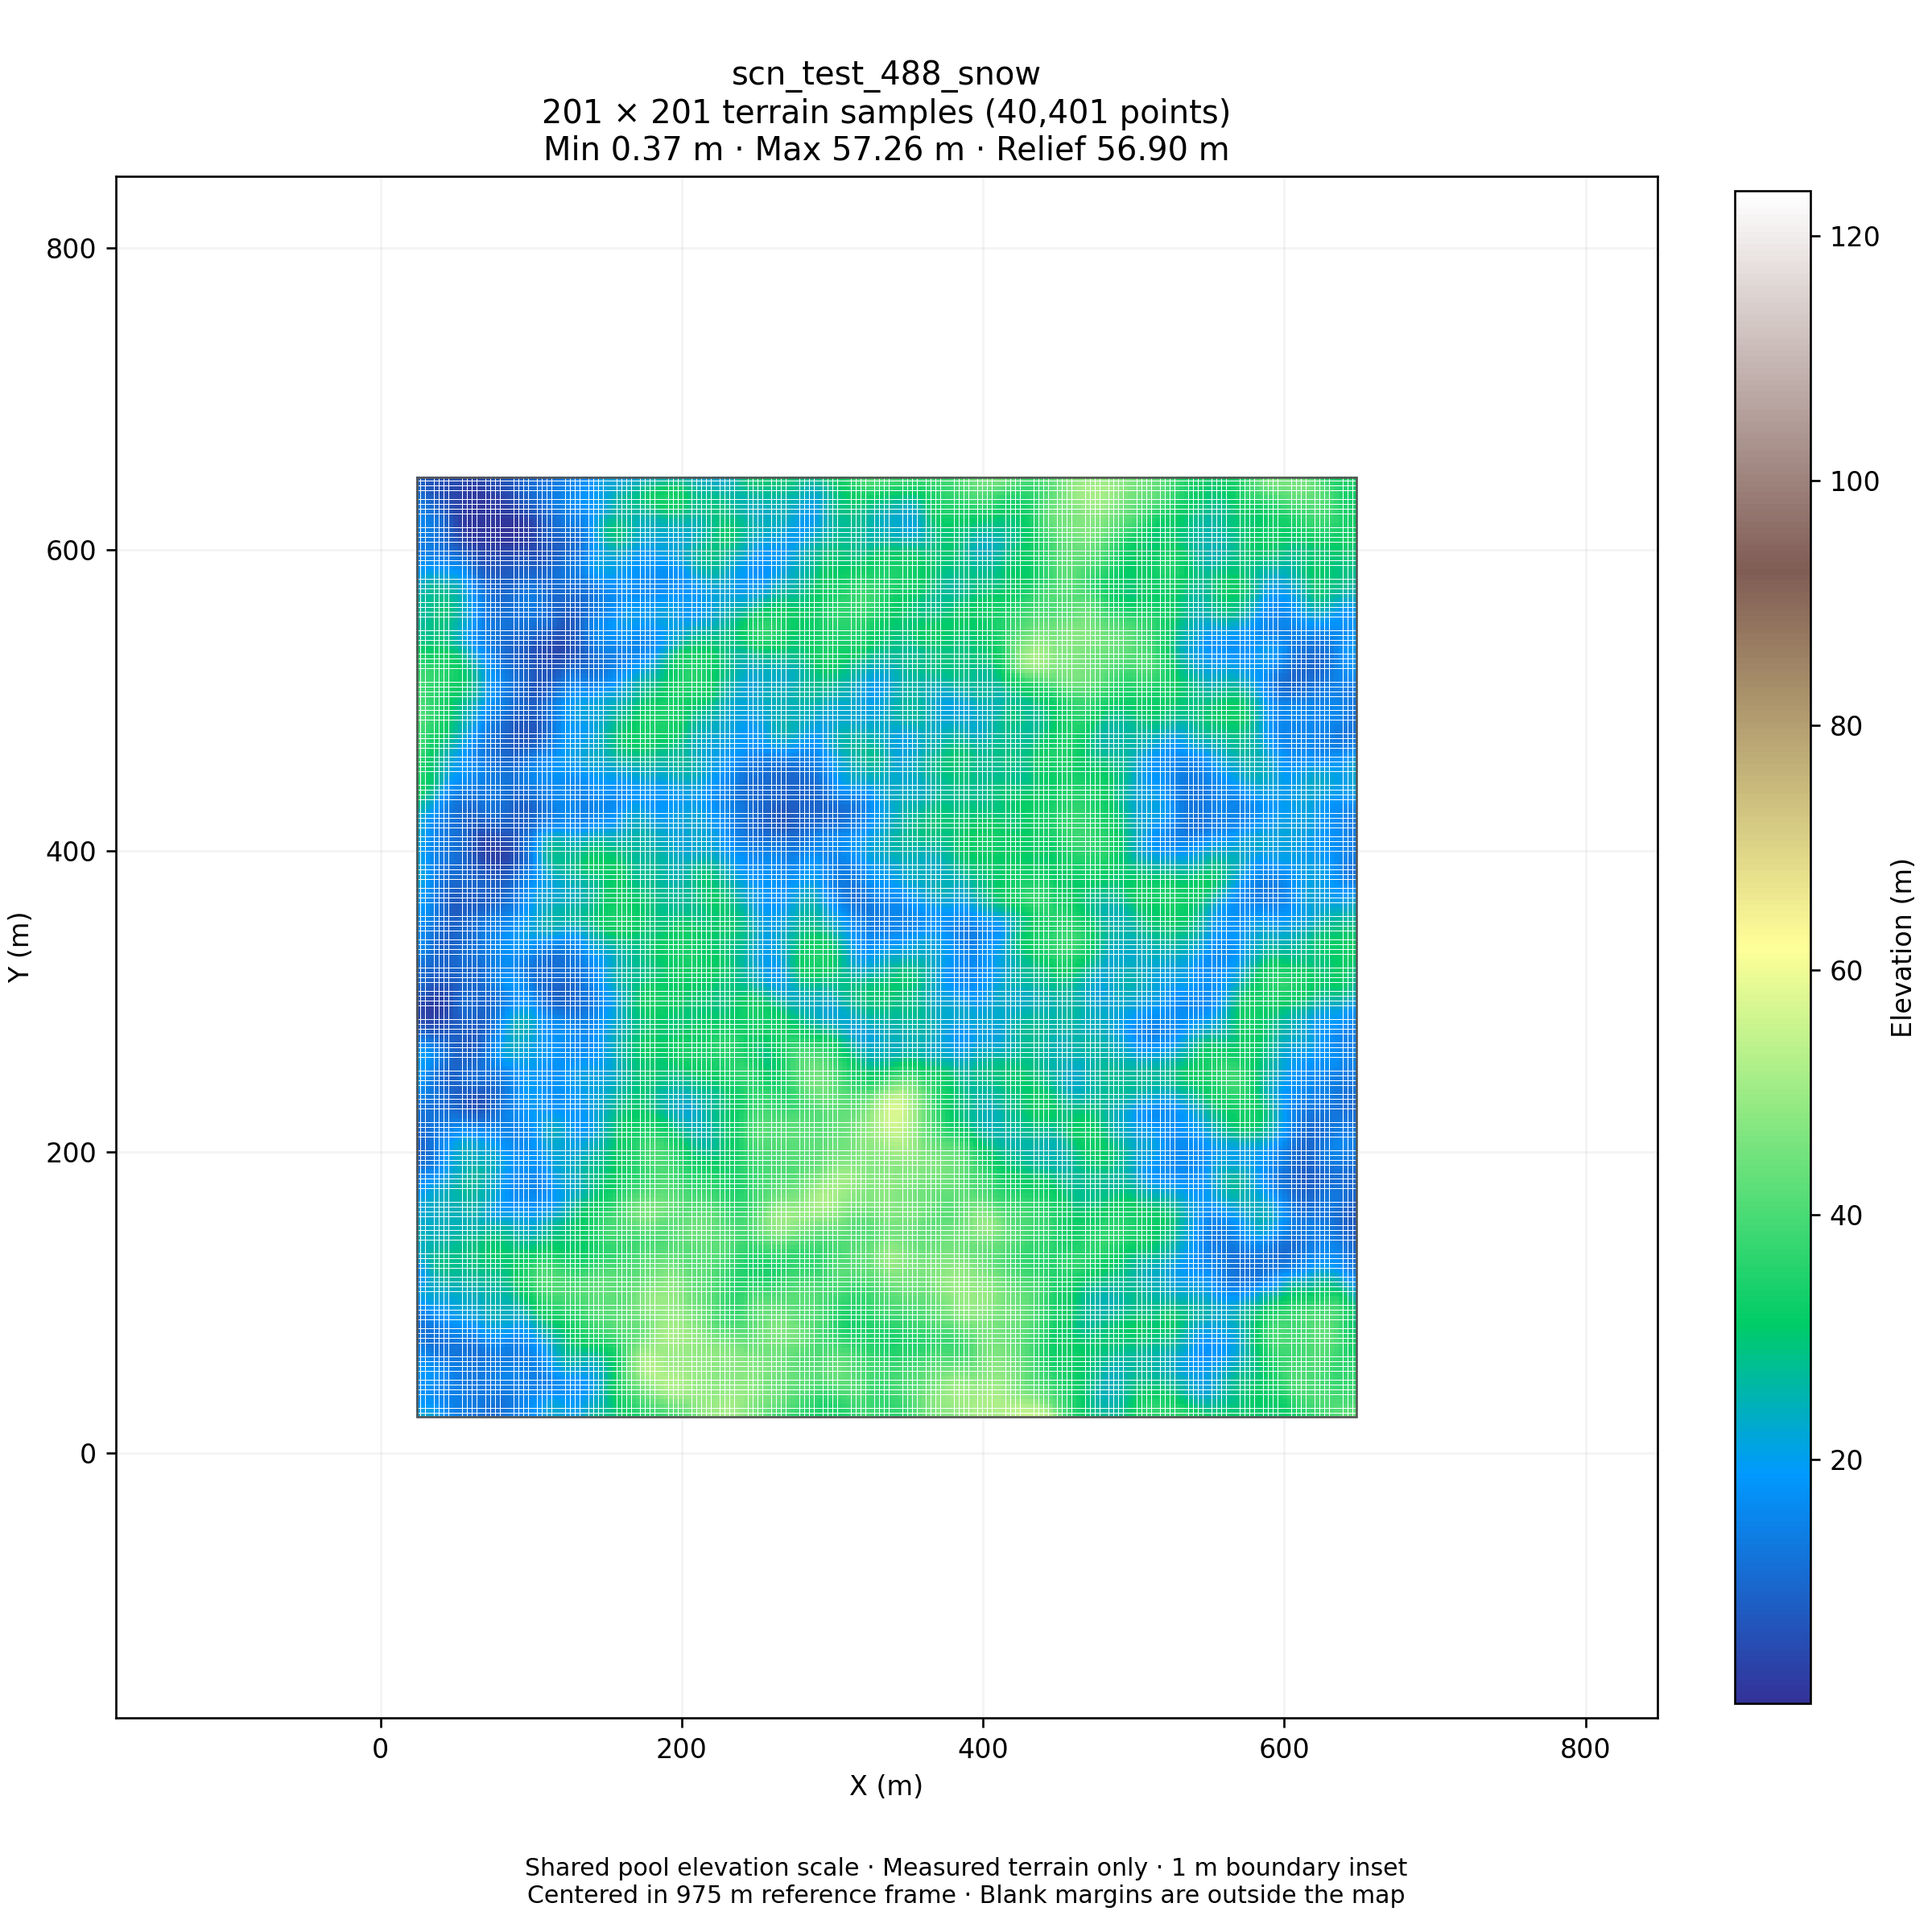 scn_test_488_snow
201 × 201 terrain samples (40,401 points)
Min 0.37 m · Max 57.26 m · Relief 56.90 m
800
600
400
200
0
Y (m)
0
200
400
600
800
X (m)
120
100
80
60
40
20
Elevation (m)
Shared pool elevation scale · Measured terrain only · 1 m boundary inset
Centered in 975 m reference frame · Blank margins are outside the map